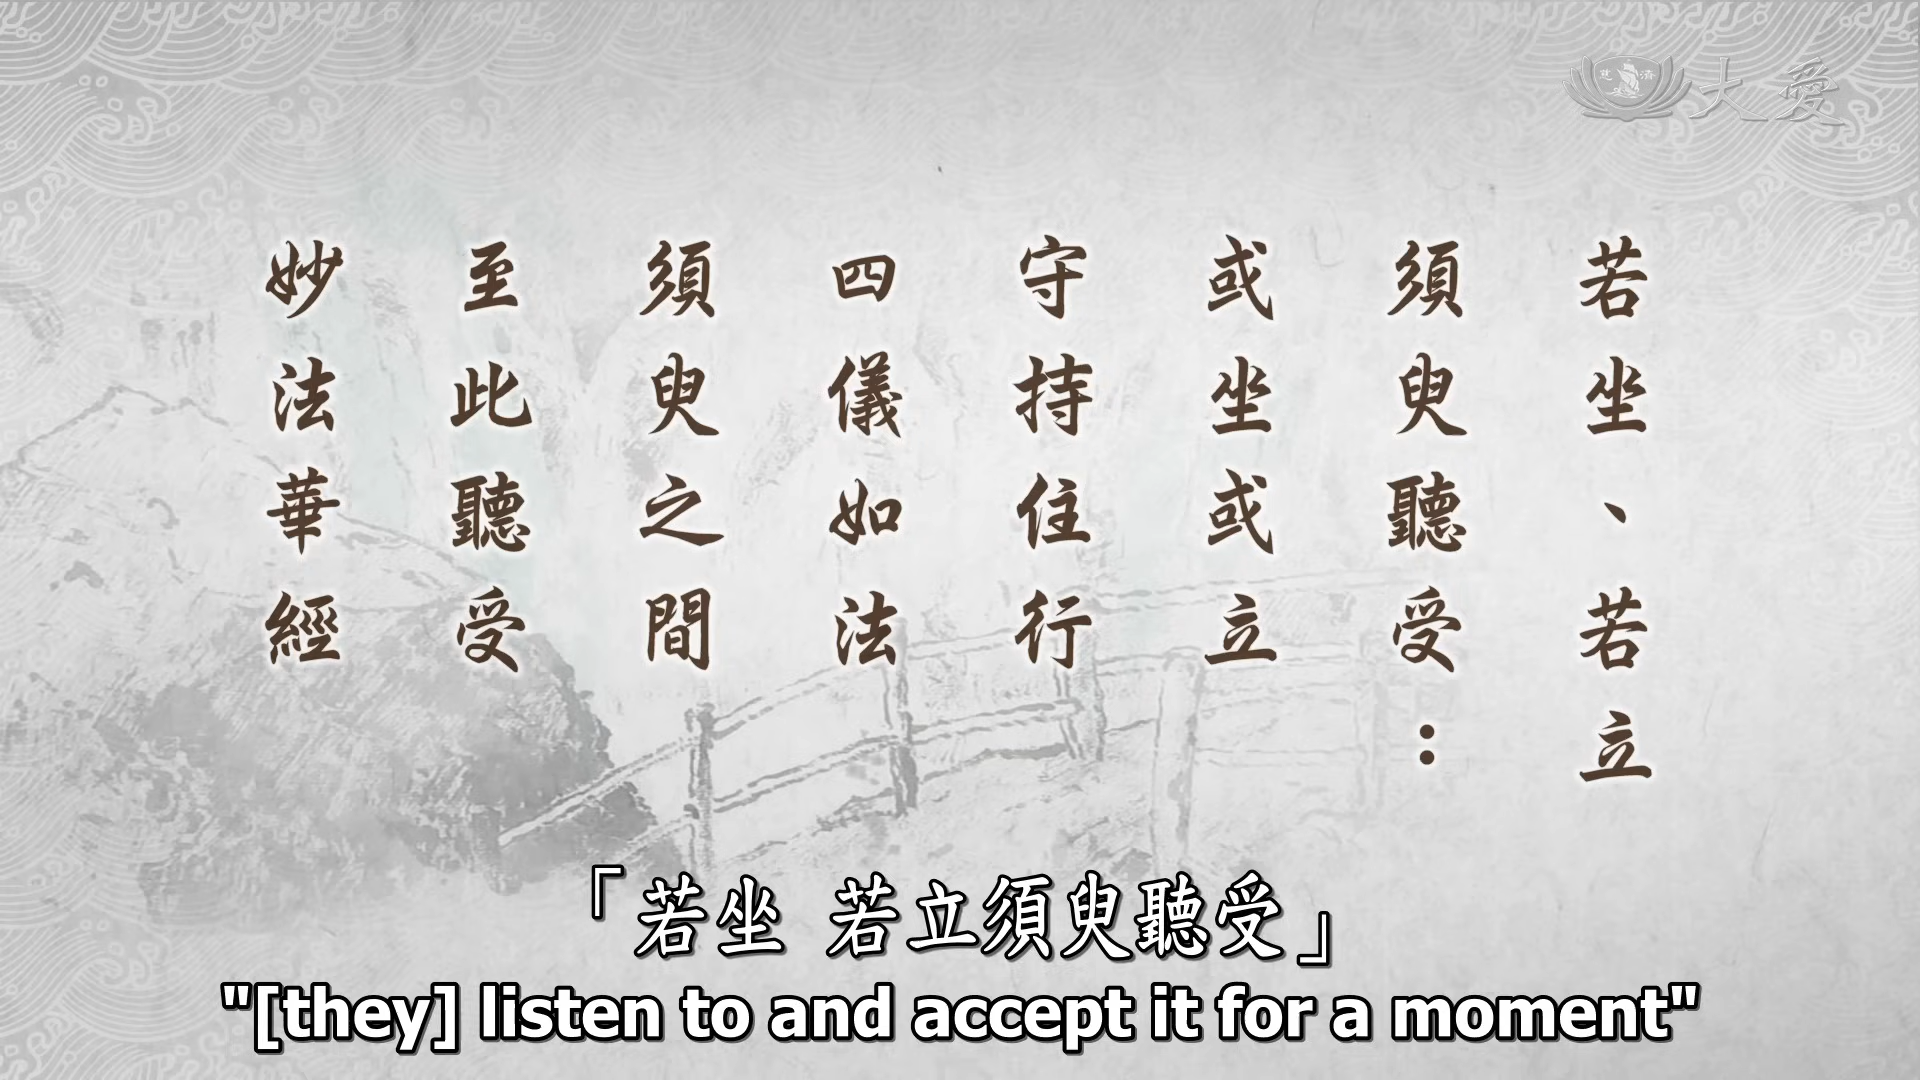 慈濟
大愛
若坐、若立
須臾聽受：
或坐或立
守持住行
四儀如法
須臾之間
至此聽受
妙法華經
「若坐 若立須臾聽受」
"[they] listen to and accept it for a moment"